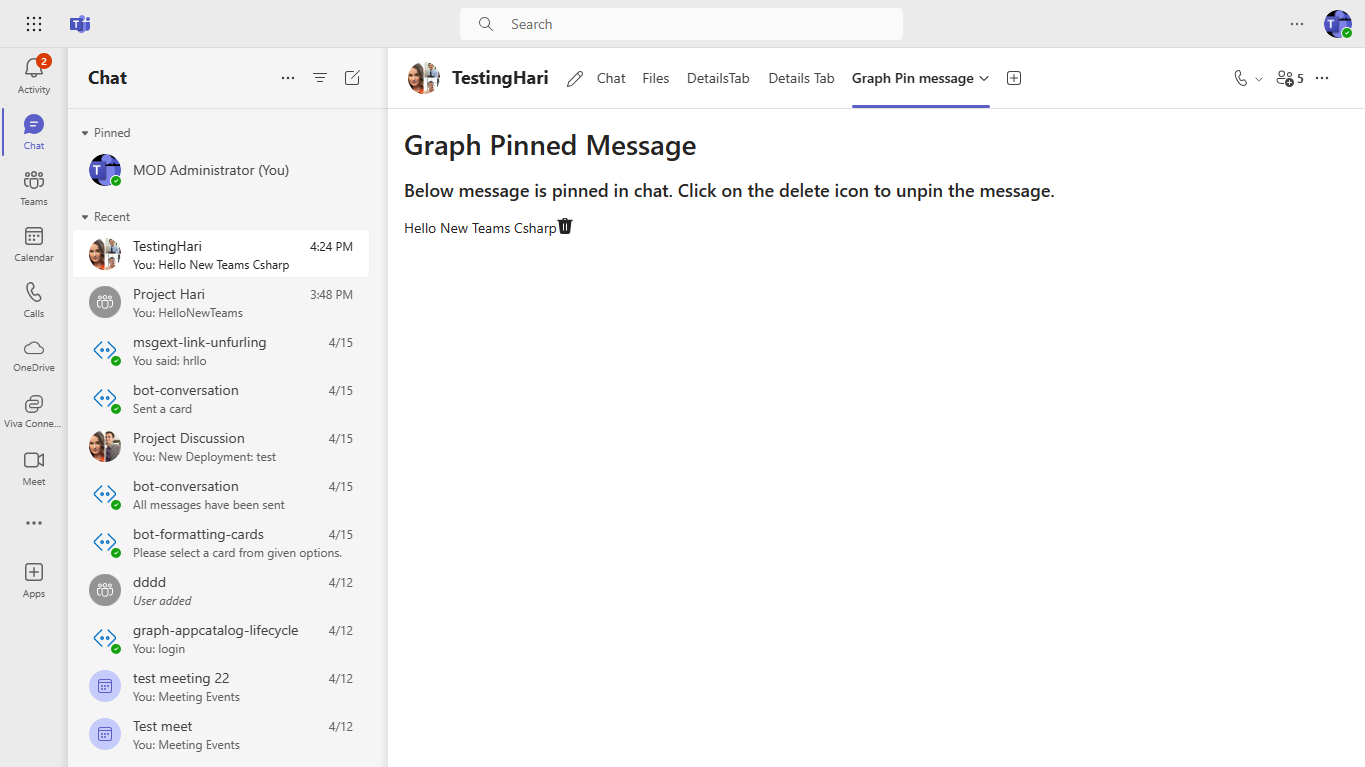 Search
2
Activity
Chat
Teams
Calendar
Calls
OneDrive
Viva Conne...
Meet
Apps
Chat
Pinned
MOD Administrator (You)
Recent
TestingHari 4:24 PM
You: Hello New Teams Csharp
Project Hari 3:48 PM
You: HelloNewTeams
msgext-link-unfurling 4/15
You said: hrllo
bot-conversation 4/15
Sent a card
Project Discussion 4/15
You: New Deployment: test
bot-conversation 4/15
All messages have been sent
bot-formatting-cards 4/15
Please select a card from given options.
dddd 4/12
User added
graph-appcatalog-lifecycle 4/12
You: login
test meeting 22 4/12
You: Meeting Events
Test meet 4/12
You: Meeting Events
TestingHari Chat Files DetailsTab Details Tab Graph Pin message 5
Graph Pinned Message
Below message is pinned in chat. Click on the delete icon to unpin the message.
Hello New Teams Csharp